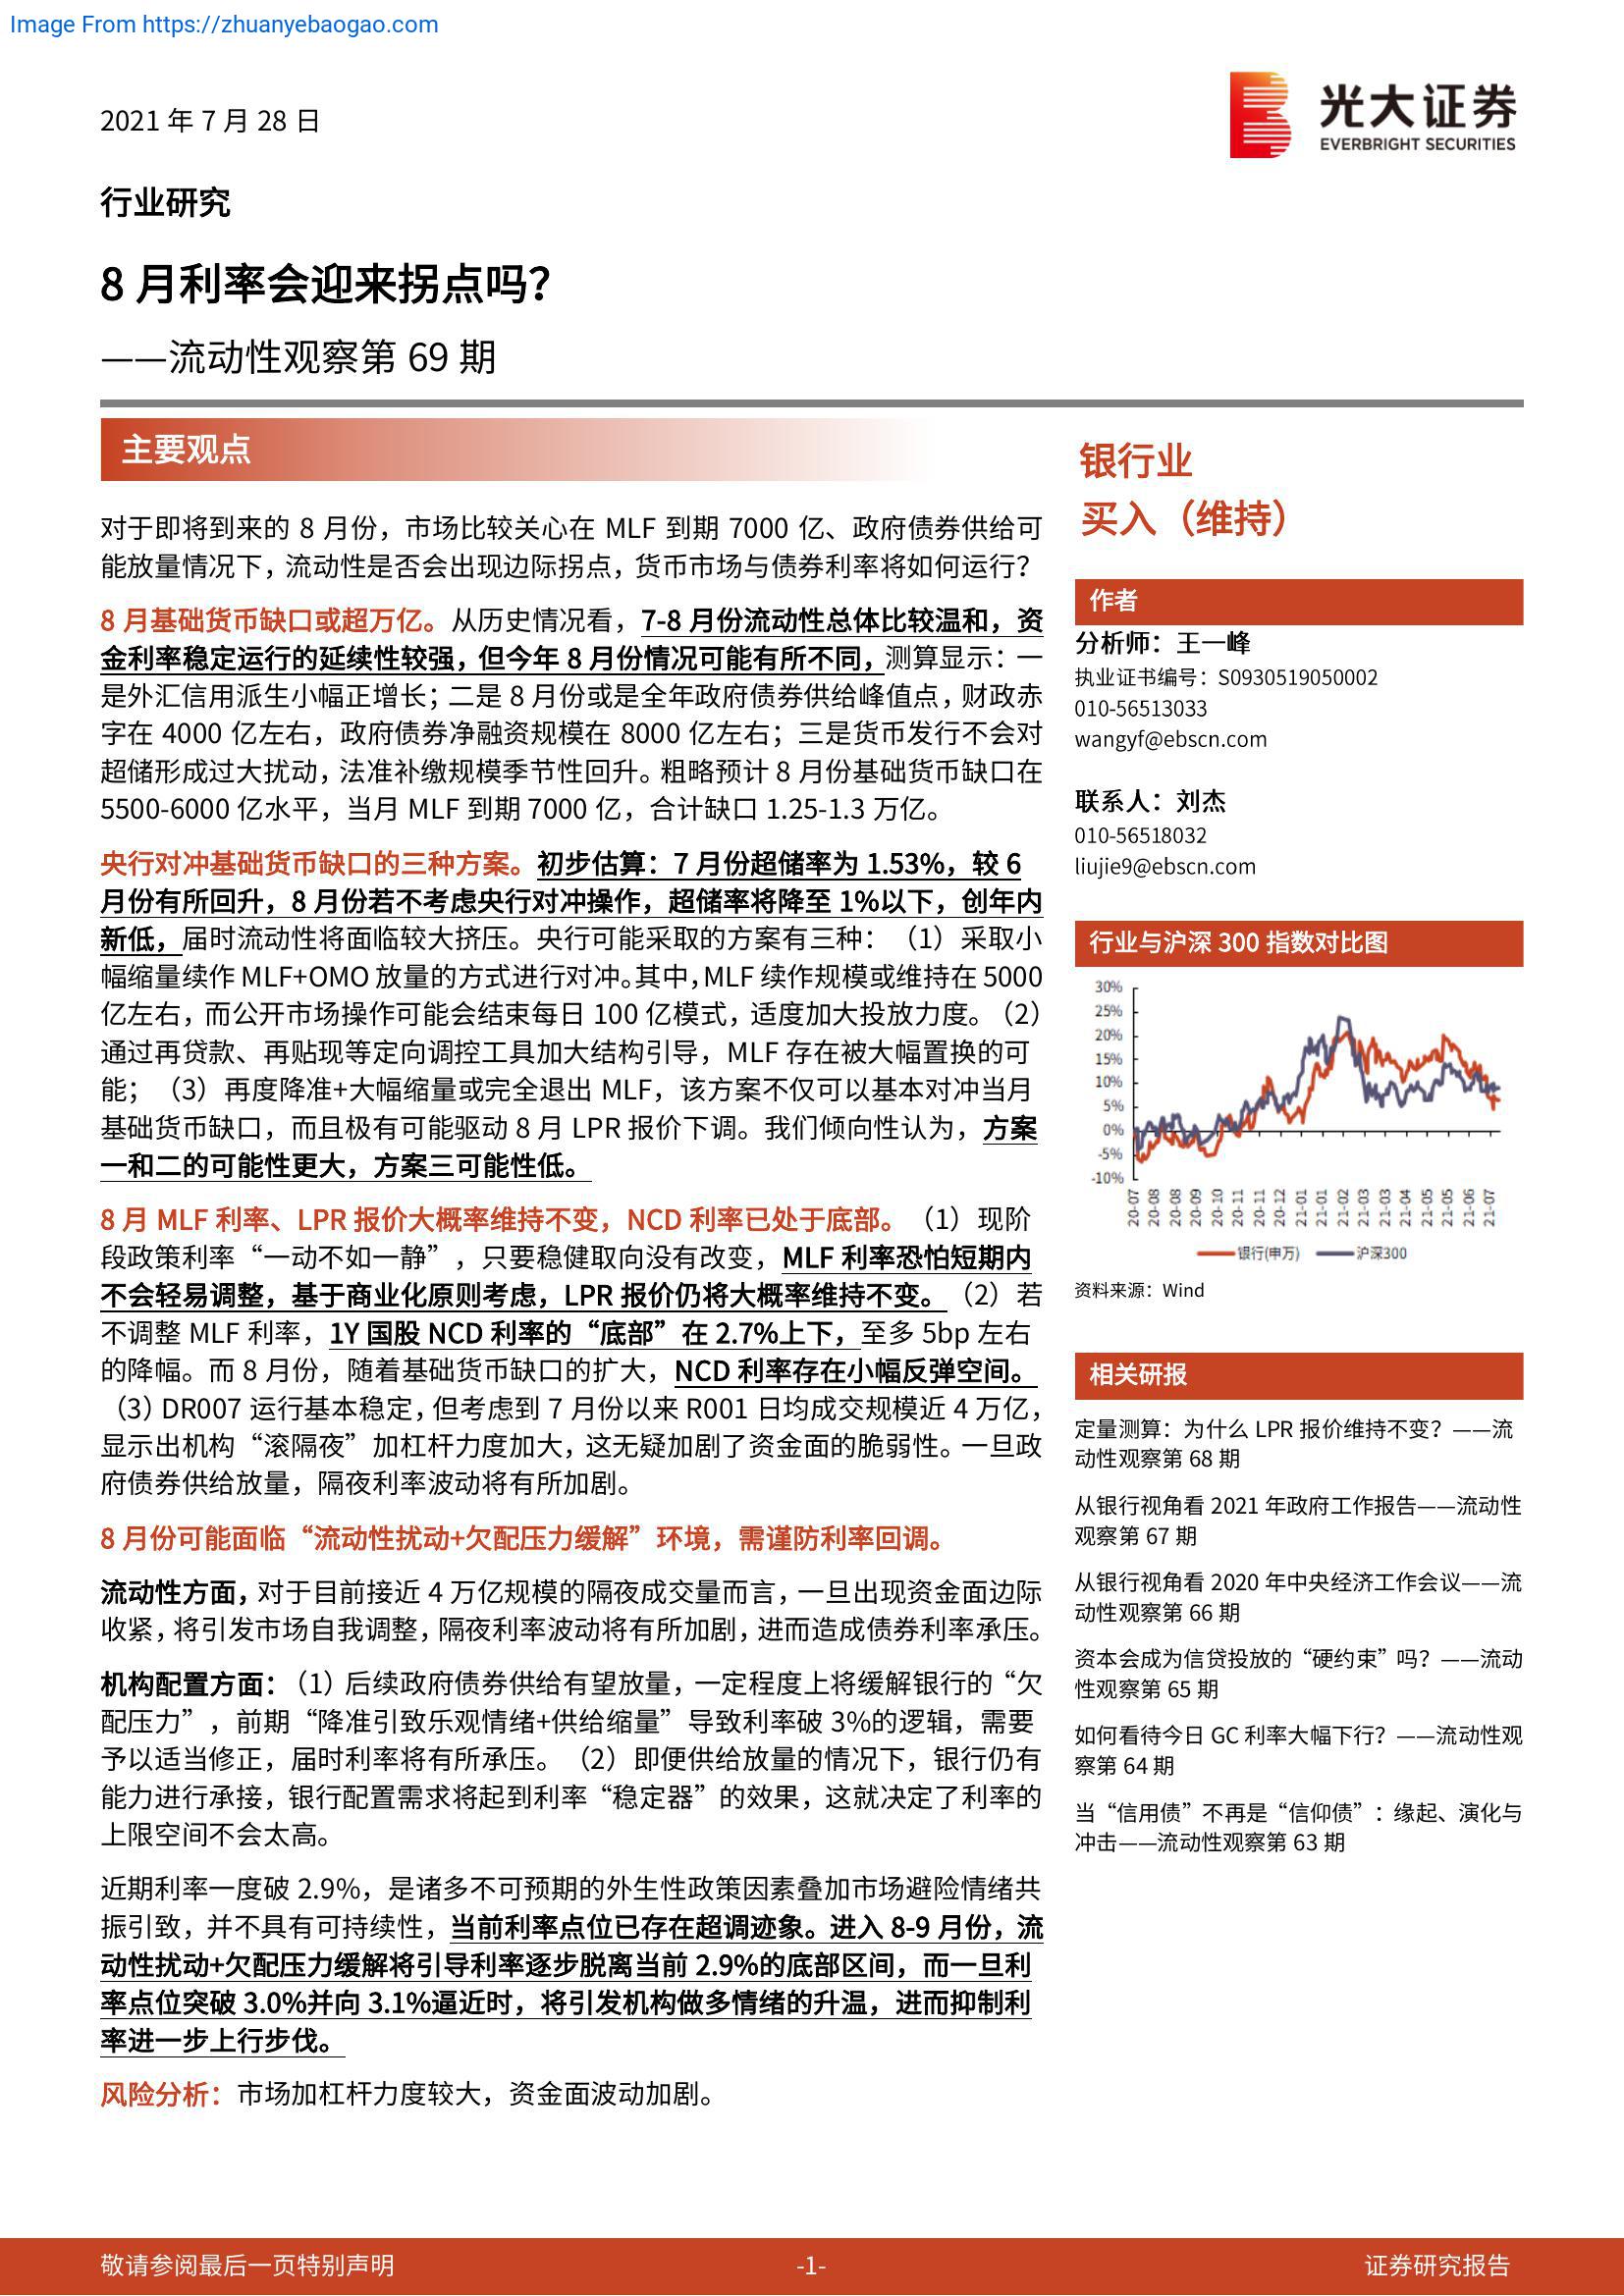 Image From https://zhuanyebaogao.com
2021 年 7 月 28 日
光大证券
EVERBRIGHT SECURITIES
行业研究
8 月利率会迎来拐点吗？
——流动性观察第 69 期
主要观点
对于即将到来的 8 月份，市场比较关心在 MLF 到期 7000 亿、政府债券供给可
能放量情况下，流动性是否会出现边际拐点，货币市场与债券利率将如何运行？
8 月基础货币缺口或超万亿。从历史情况看，7-8 月份流动性总体比较温和，资
金利率稳定运行的延续性较强，但今年 8 月份情况可能有所不同，测算显示：一
是外汇信用派生小幅正增长；二是 8 月份或是全年政府债券供给峰值点，财政赤
字在 4000 亿左右，政府债券净融资规模在 8000 亿左右；三是货币发行不会对
超储形成过大扰动，法准补缴规模季节性回升。粗略预计 8 月份基础货币缺口在
5500-6000 亿水平，当月 MLF 到期 7000 亿，合计缺口 1.25-1.3 万亿。
央行对冲基础货币缺口的三种方案。初步估算：7 月份超储率为 1.53%，较 6
月份有所回升，8 月份若不考虑央行对冲操作，超储率将降至 1%以下，创年内
新低，届时流动性将面临较大挤压。央行可能采取的方案有三种：（1）采取小
幅缩量续作 MLF+OMO 放量的方式进行对冲。其中，MLF 续作规模或维持在 5000
亿左右，而公开市场操作可能会结束每日 100 亿模式，适度加大投放力度。（2）
通过再贷款、再贴现等定向调控工具加大结构引导，MLF 存在被大幅置换的可
能；（3）再度降准+大幅缩量或完全退出 MLF，该方案不仅可以基本对冲当月
基础货币缺口，而且极有可能驱动 8 月 LPR 报价下调。我们倾向性认为，方案
一和二的可能性更大，方案三可能性低。
8 月 MLF 利率、LPR 报价大概率维持不变，NCD 利率已处于底部。（1）现阶
段政策利率“一动不如一静”，只要稳健取向没有改变，MLF 利率恐怕短期内
不会轻易调整，基于商业化原则考虑，LPR 报价仍将大概率维持不变。（2）若
不调整 MLF 利率，1Y 国股 NCD 利率的“底部”在 2.7%上下，至多 5bp 左右
的降幅。而 8 月份，随着基础货币缺口的扩大，NCD 利率存在小幅反弹空间。
（3）DR007 运行基本稳定，但考虑到 7 月份以来 R001 日均成交规模近 4 万亿，
显示出机构“滚隔夜”加杠杆力度加大，这无疑加剧了资金面的脆弱性。一旦政
府债券供给放量，隔夜利率波动将有所加剧。
8 月份可能面临“流动性扰动+欠配压力缓解”环境，需谨防利率回调。
流动性方面，对于目前接近 4 万亿规模的隔夜成交量而言，一旦出现资金面边际
收紧，将引发市场自我调整，隔夜利率波动将有所加剧，进而造成债券利率承压。
机构配置方面：（1）后续政府债券供给有望放量，一定程度上将缓解银行的“欠
配压力”，前期“降准引致乐观情绪+供给缩量”导致利率破 3%的逻辑，需要
予以适当修正，届时利率将有所承压。（2）即便供给放量的情况下，银行仍有
能力进行承接，银行配置需求将起到利率“稳定器”的效果，这就决定了利率的
上限空间不会太高。
近期利率一度破 2.9%，是诸多不可预期的外生性政策因素叠加市场避险情绪共
振引致，并不具有可持续性，当前利率点位已存在超调迹象。进入 8-9 月份，流
动性扰动+欠配压力缓解将引导利率逐步脱离当前 2.9%的底部区间，而一旦利
率点位突破 3.0%并向 3.1%逼近时，将引发机构做多情绪的升温，进而抑制利
率进一步上行步伐。
风险分析：市场加杠杆力度较大，资金面波动加剧。
银行业
买入（维持）
作者
分析师：王一峰
执业证书编号：S0930519050002
010-56513033
wangyf@ebscn.com
联系人：刘杰
010-56518032
liujie9@ebscn.com
行业与沪深 300 指数对比图
30%
25%
20%
15%
10%
5%
0%
-5%
-10%
20-07
20-08
20-08
20-09
20-10
20-11
20-11
20-12
21-01
21-01
21-02
21-03
21-03
21-04
21-05
21-05
21-06
21-07
银行(申万) 沪深300
资料来源：Wind
相关研报
定量测算：为什么 LPR 报价维持不变？——流
动性观察第 68 期
从银行视角看 2021 年政府工作报告——流动性
观察第 67 期
从银行视角看 2020 年中央经济工作会议——流
动性观察第 66 期
资本会成为信贷投放的“硬约束”吗？——流动
性观察第 65 期
如何看待今日 GC 利率大幅下行？——流动性观
察第 64 期
当“信用债”不再是“信仰债”：缘起、演化与
冲击——流动性观察第 63 期
敬请参阅最后一页特别声明
-1-
证券研究报告